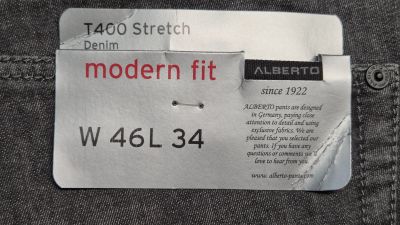 T400 Stretch
Denim
modern fit
ALBERTO
since 1922
ALBERTO pants are designed
in Germany, paying close
attention to detail and using
exclusive fabrics. We are
pleased that you selected our
pants. If you have any
questions or comments we'll
love to hear from you.
www.alberto-pants.com
W 46L 34